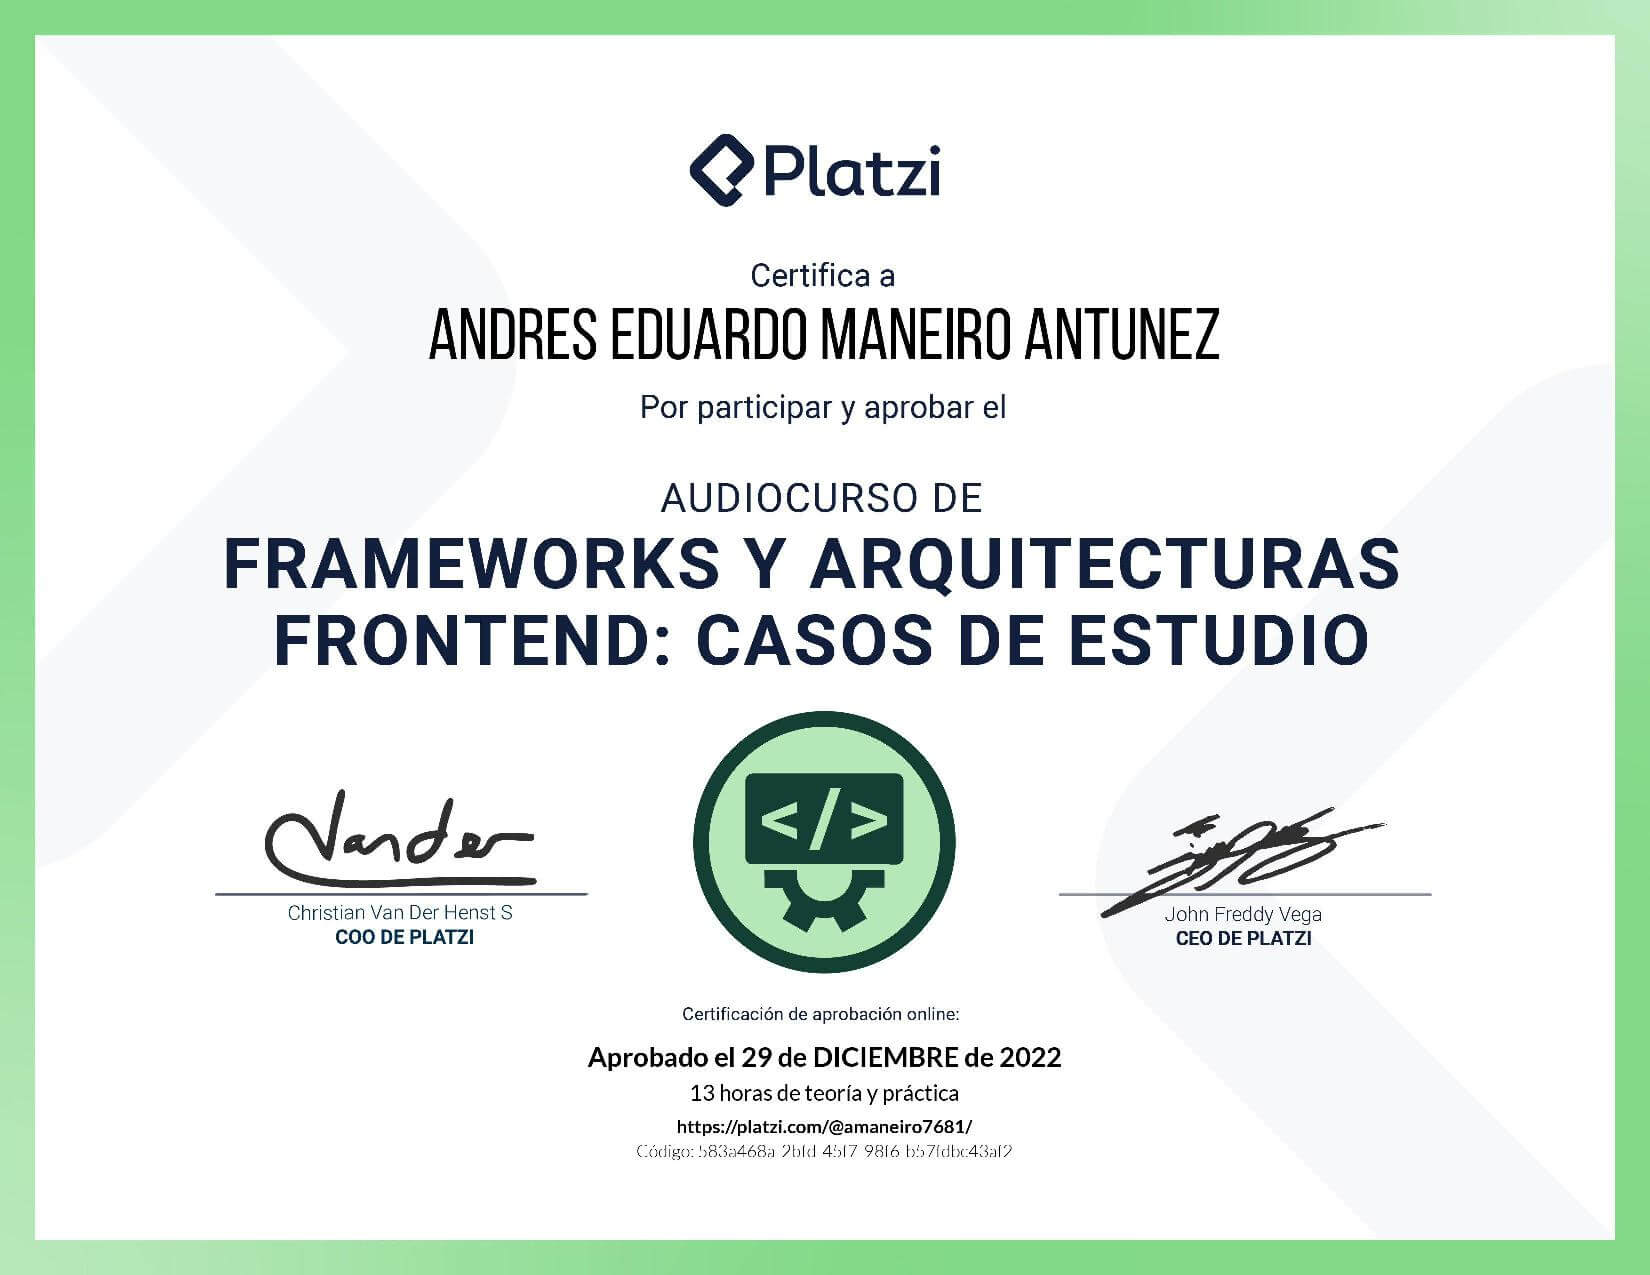 Platzi
Certifica a
ANDRES EDUARDO MANEIRO ANTUNEZ
Por participar y aprobar el
AUDIOCURSO DE
FRAMEWORKS Y ARQUITECTURAS
FRONTEND: CASOS DE ESTUDIO
</>
Vander
Christian Van Der Henst S
COO DE PLATZI
John Freddy Vega
CEO DE PLATZI
Certificación de aprobación online:
Aprobado el 29 de DICIEMBRE de 2022
13 horas de teoría y práctica
https://platzi.com/@amaneiro7681/
Código: 583a468a-2bfd-45f7-98f6-b57fdbc43af2